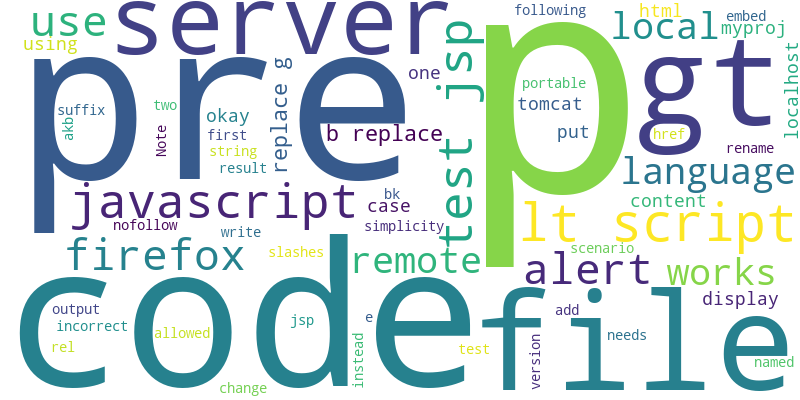 server
following
html
embed
use
local
myproj
using
pre
p
gt
localhost
test jsp
one
replace g
portable
suffix
two
tomcat
akbr
Note
okay
put
href
first
b replace
string
rename
result
language
javascript
bk
case
content
nofollow
simplicity
lt script
write
firefox
slashes
remote
scenario
alert
works
code
file
display
output
add
incorrect
allowed
jsp
e
needs
rel
instead
test
version
named
change